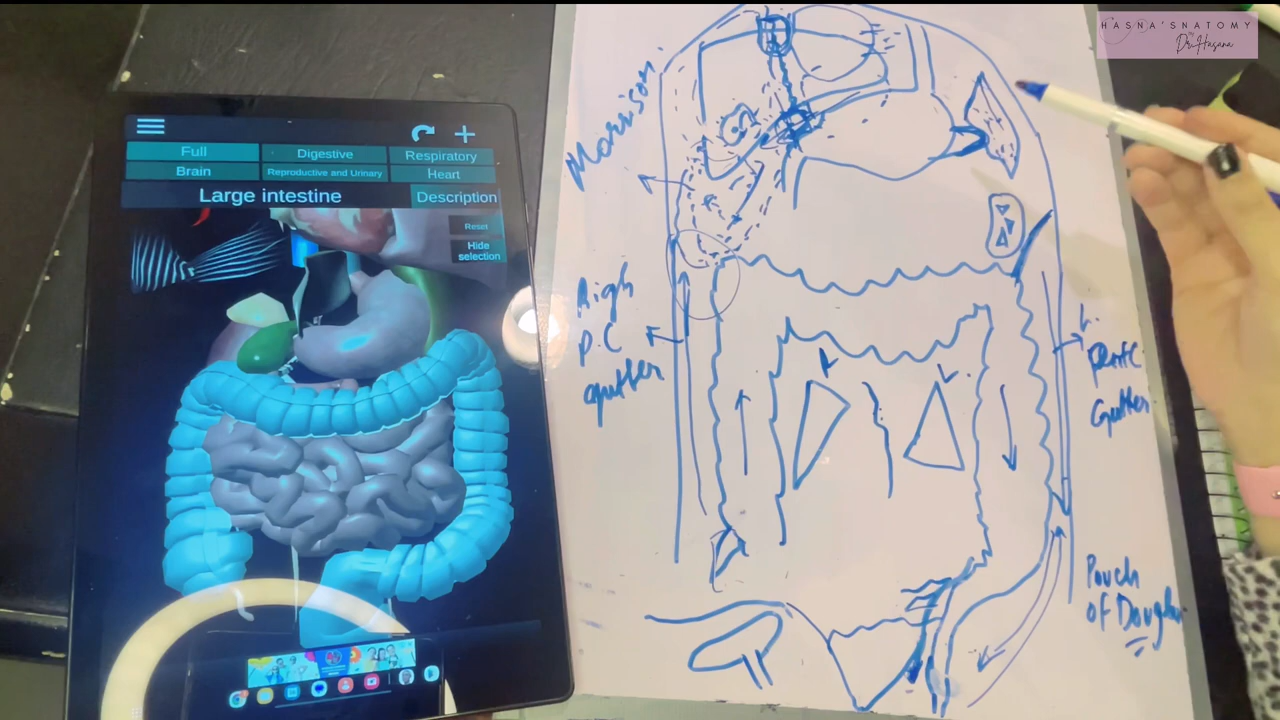 HASNA'SNATOMY
BY
Dr.Hasana
Full
Digestive
Respiratory
Brain
Reproductive and Urinary
Heart
Large intestine
Description
Reset
Hide
selection
Morrison
Righ
P.C
gutter
L.
Gutter
Pouch
of Douglas